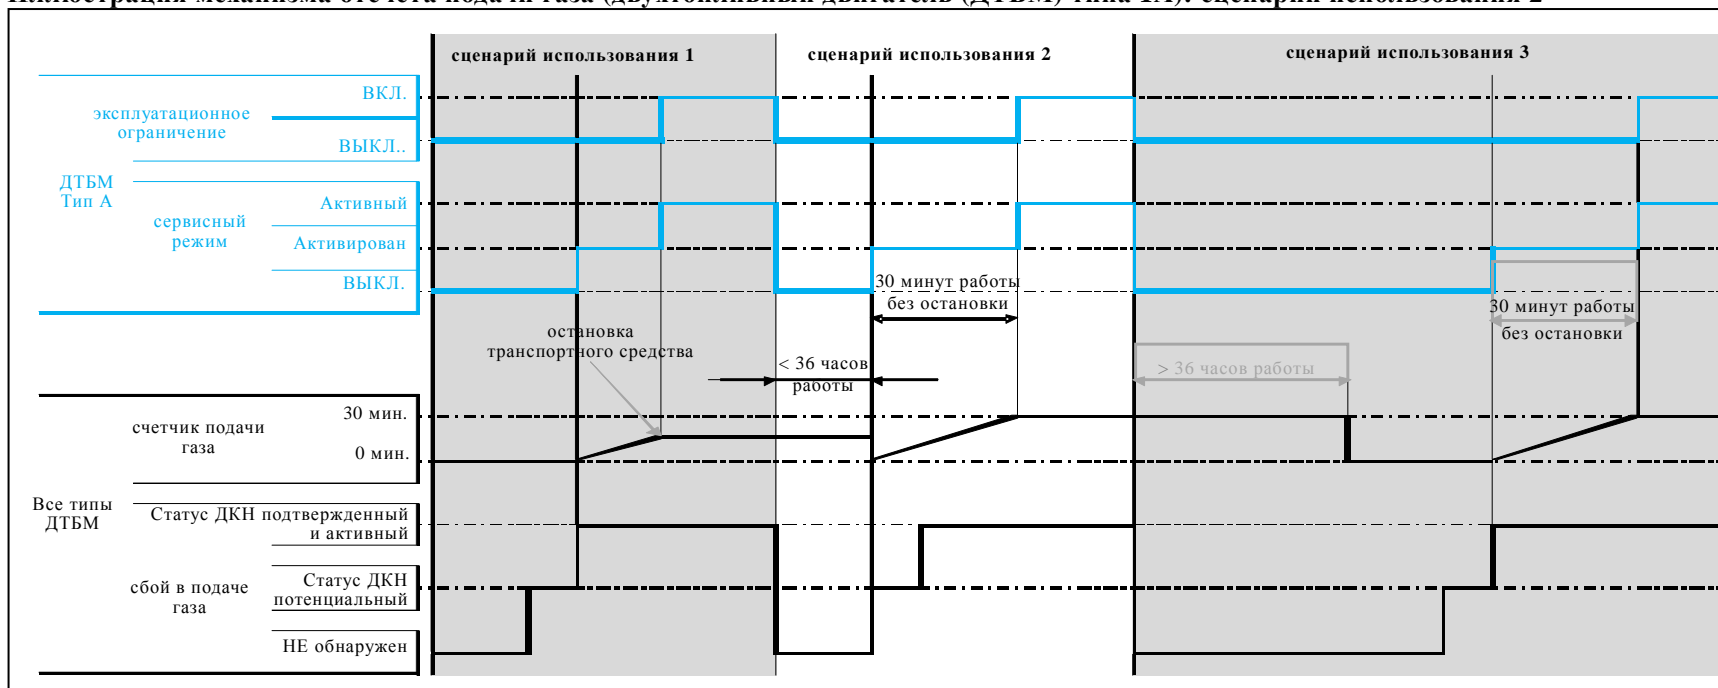 сценарий использования 1
сценарий использования 2
сценарий использования 3
ВКЛ.
эксплуатационное
ограничение
ВЫКЛ..
ДТБМ
Тип А
Активный
сервисный
режим
Активирован
ВЫКЛ.
30 минут работы
без остановки
30 минут работы
без остановки
остановка
транспортного средства
< 36 часов
работы
> 36 часов работы
30 мин.
счетчик подачи
газа
0 мин.
Все типы
ДТБМ
Статус ДКН подтвержденный
и активный
сбой в подаче
газа
Статус ДКН
потенциальный
НЕ обнаружен